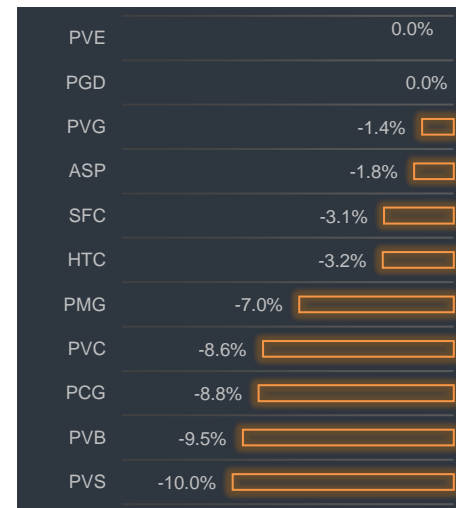 PVE 0.0%
PGD 0.0%
PVG -1.4%
ASP -1.8%
SFC -3.1%
HTC -3.2%
PMG -7.0%
PVC -8.6%
PCG -8.8%
PVB -9.5%
PVS -10.0%